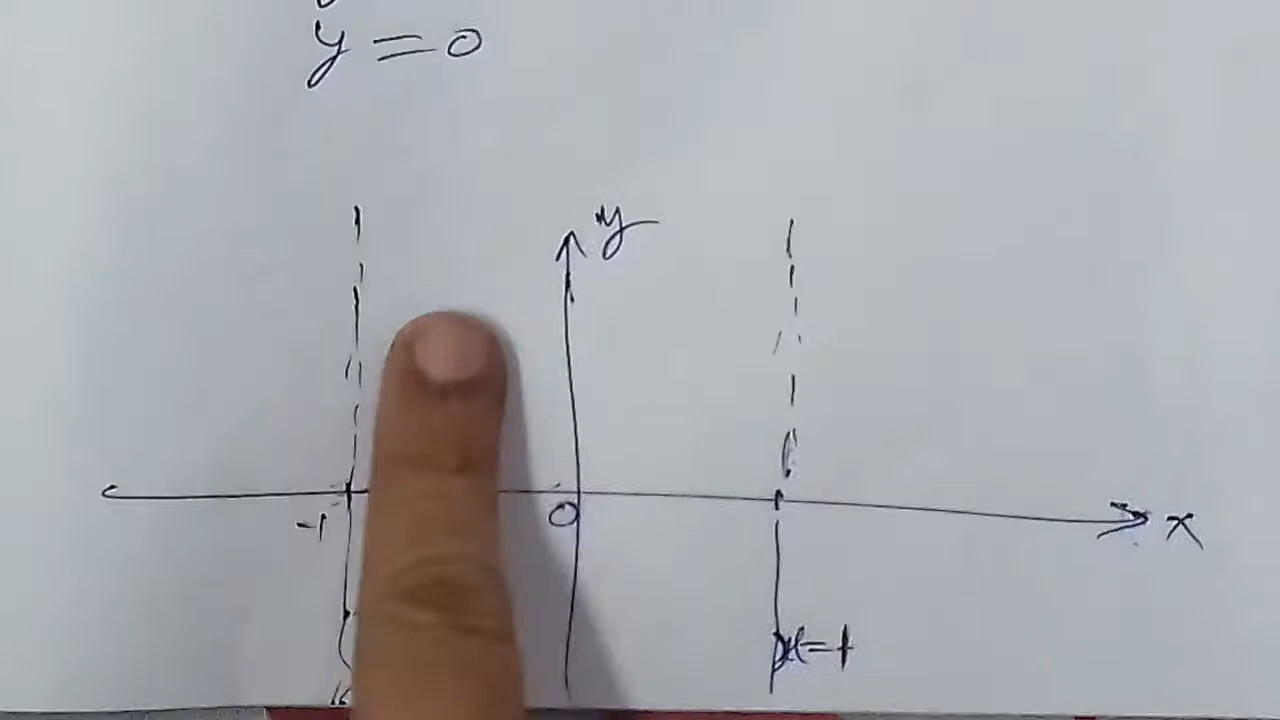 y = 0
y
-1
0
x
x=1